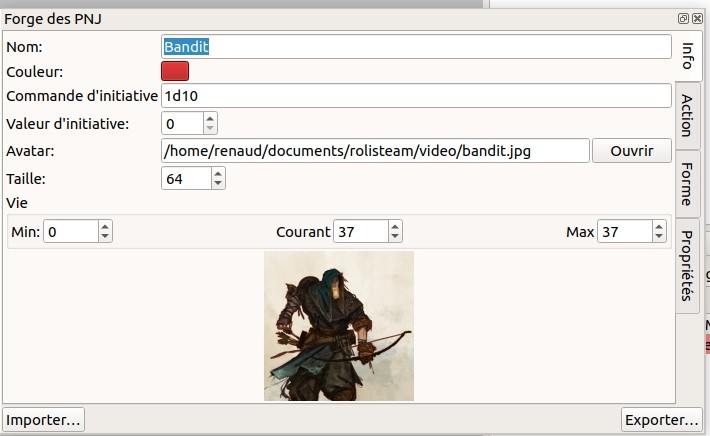 Forge des PNJ
Nom: Bandit
Couleur:
Commande d'initiative 1d10
Valeur d'initiative: 0
Avatar: /home/renaud/documents/rolisteam/video/bandit.jpg Ouvrir
Taille: 64
Vie
Min: 0 Courant 37 Max 37
Info
Action
Forme
Propriétés
Importer…
Exporter…